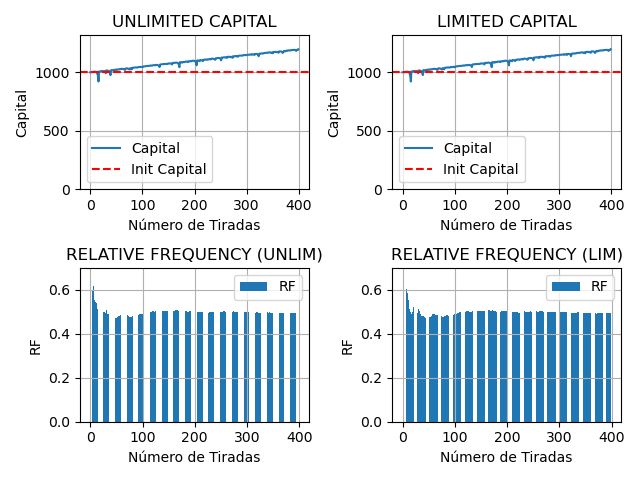 UNLIMITED CAPITAL
Capital
1000
500
0
Capital
Init Capital
0 100 200 300 400
Número de Tiradas
LIMITED CAPITAL
Capital
1000
500
0
Capital
Init Capital
0 100 200 300 400
Número de Tiradas
RELATIVE FREQUENCY (UNLIM)
RF
0.6
0.4
0.2
0.0
RF
0 100 200 300 400
Número de Tiradas
RELATIVE FREQUENCY (LIM)
RF
0.6
0.4
0.2
0.0
RF
0 100 200 300 400
Número de Tiradas